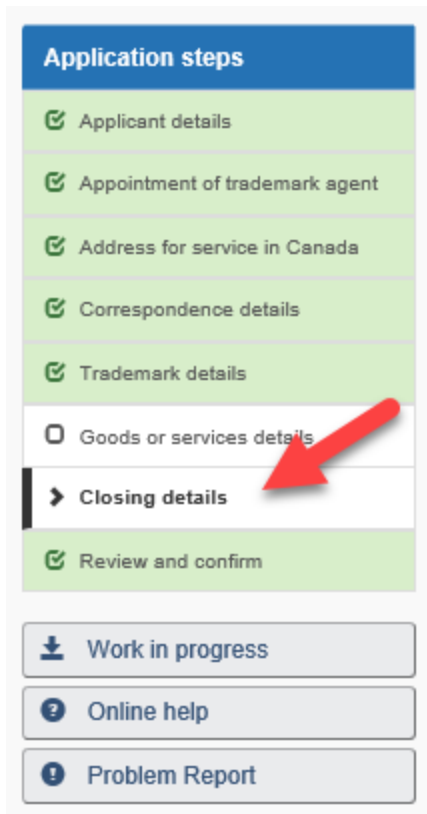 Application steps
Applicant details
Appointment of trademark agent
Address for service in Canada
Correspondence details
Trademark details
Goods or services details
Closing details
Review and confirm
Work in progress
Online help
Problem Report